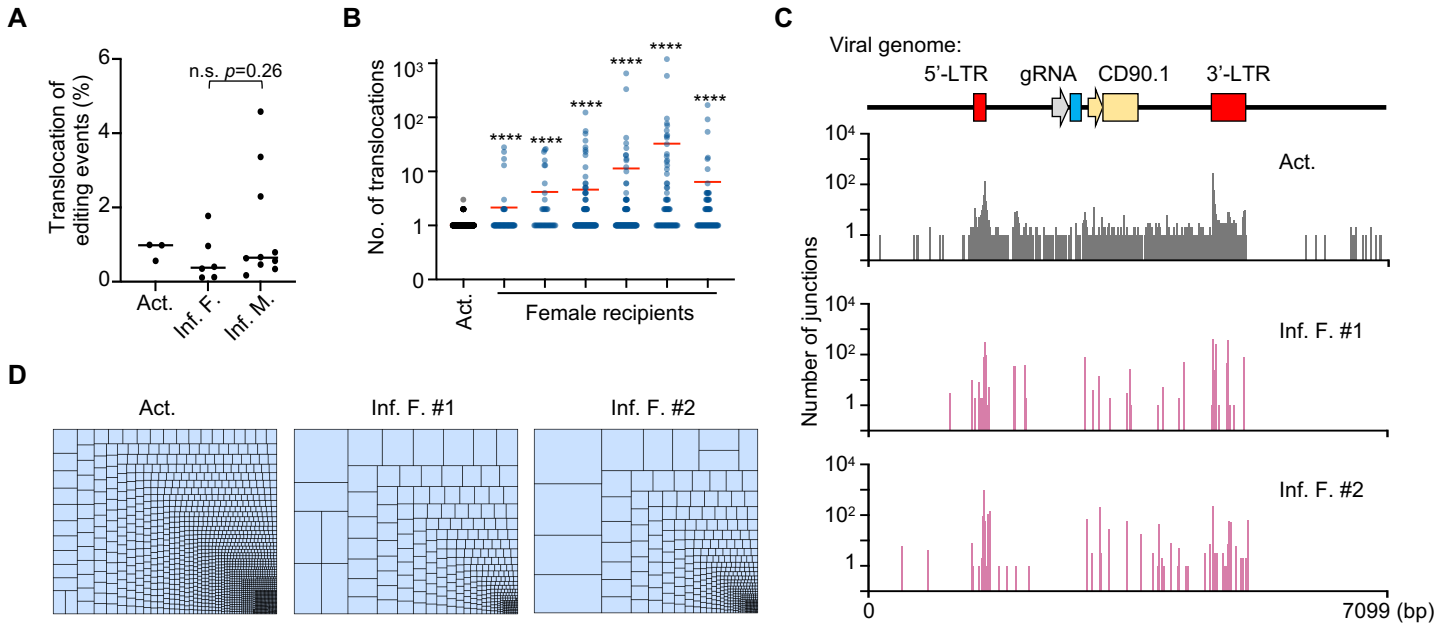 A
Translocation of
editing events (%)
6
4
2
0
n.s. p=0.26
Act.
Inf. F.
Inf. M.
B
No. of translocations
10³
10²
10
1
0
****
****
****
****
****
****
Act.
Female recipients
C
Viral genome:
5'-LTR gRNA CD90.1 3'-LTR
Number of junctions
10⁴
10²
1
Act.
10⁴
10²
1
Inf. F. #1
10⁴
10²
1
Inf. F. #2
0 7099 (bp)
D
Act. Inf. F. #1 Inf. F. #2